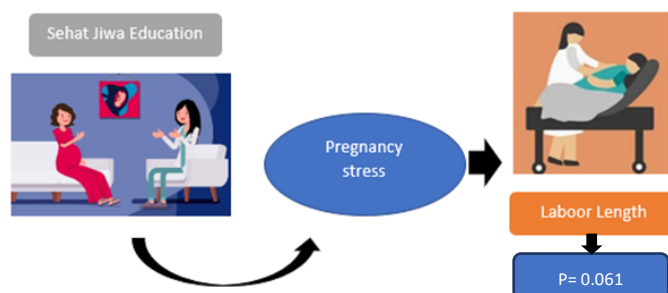 Sehat Jiwa Education
Pregnancy
stress
Laboor Length
P= 0.061